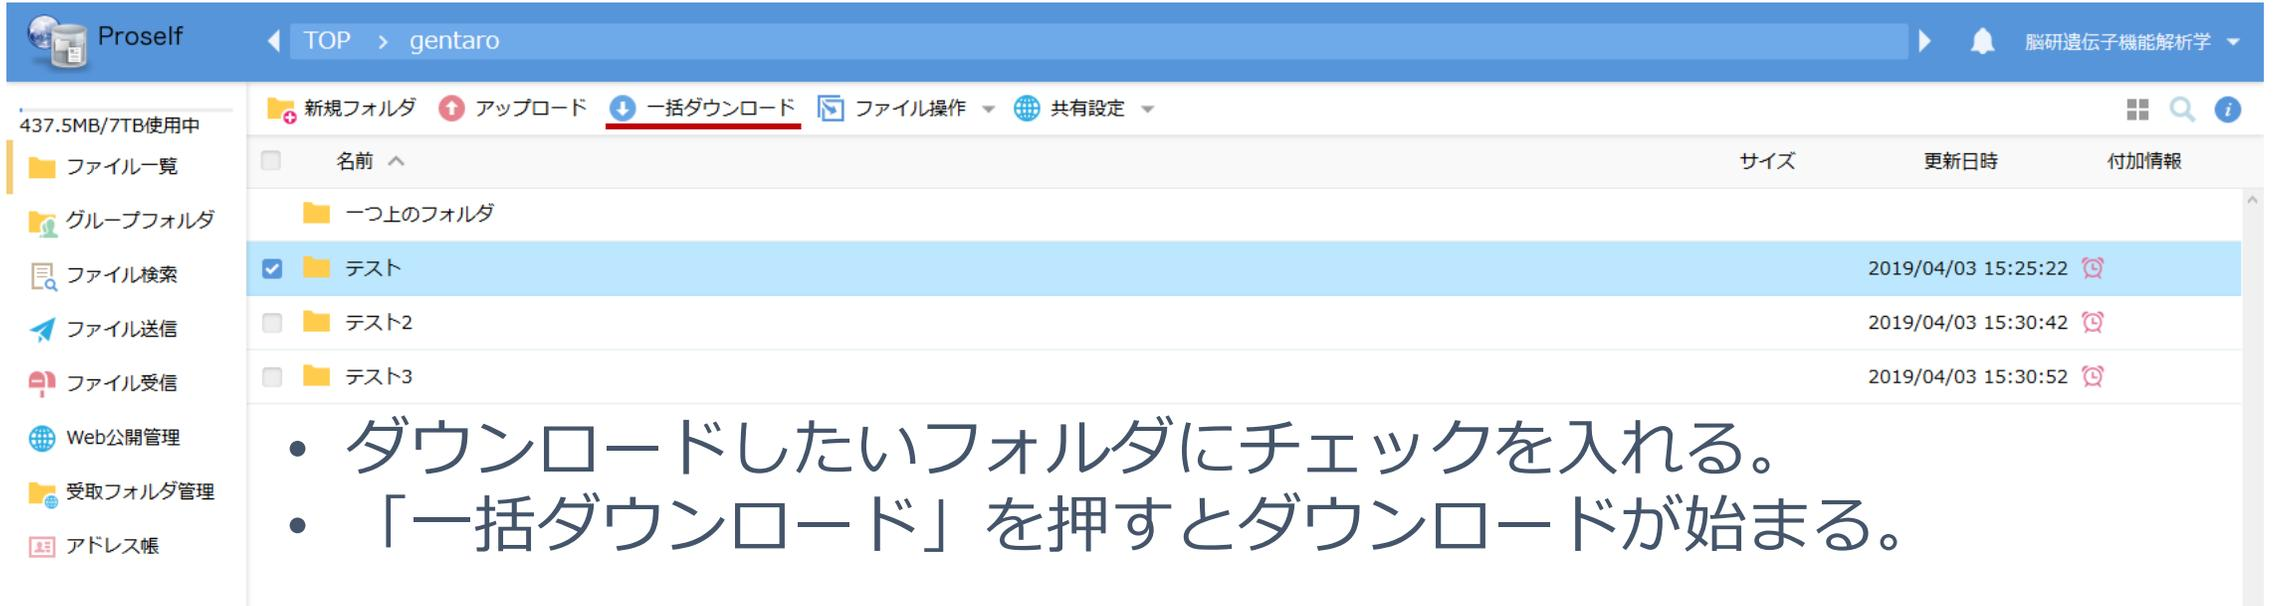 Proself
TOP > gentaro
脳研遺伝子機能解析学
437.5MB/7TB使用中
新規フォルダ アップロード 一括ダウンロード ファイル操作 共有設定
ファイル一覧
グループフォルダ
ファイル検索
ファイル送信
ファイル受信
Web公開管理
受取フォルダ管理
アドレス帳
名前 サイズ 更新日時 付加情報
一つ上のフォルダ
テスト 2019/04/03 15:25:22
テスト2 2019/04/03 15:30:42
テスト3 2019/04/03 15:30:52
• ダウンロードしたいフォルダにチェックを入れる。
• 「一括ダウンロード」を押すとダウンロードが始まる。